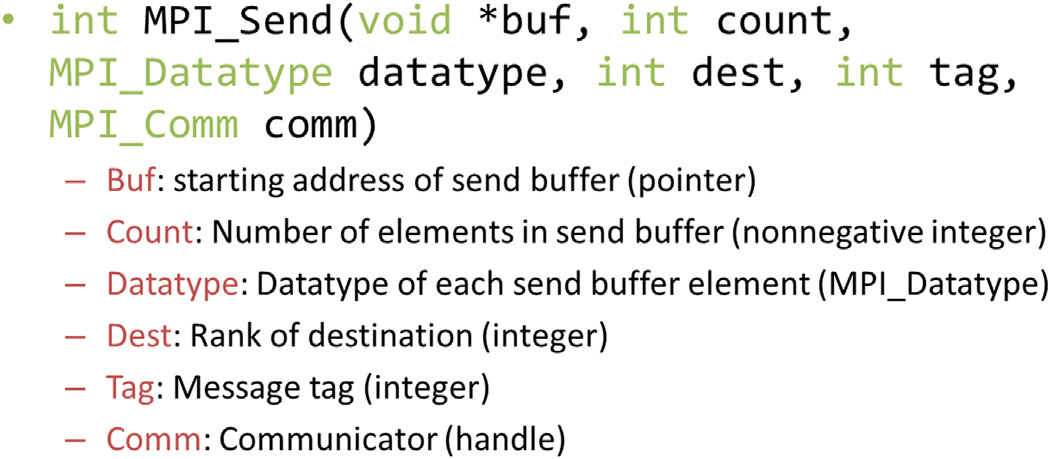 • int MPI_Send(void *buf, int count,
MPI_Datatype datatype, int dest, int tag,
MPI_Comm comm)
– Buf: starting address of send buffer (pointer)
– Count: Number of elements in send buffer (nonnegative integer)
– Datatype: Datatype of each send buffer element (MPI_Datatype)
– Dest: Rank of destination (integer)
– Tag: Message tag (integer)
– Comm: Communicator (handle)